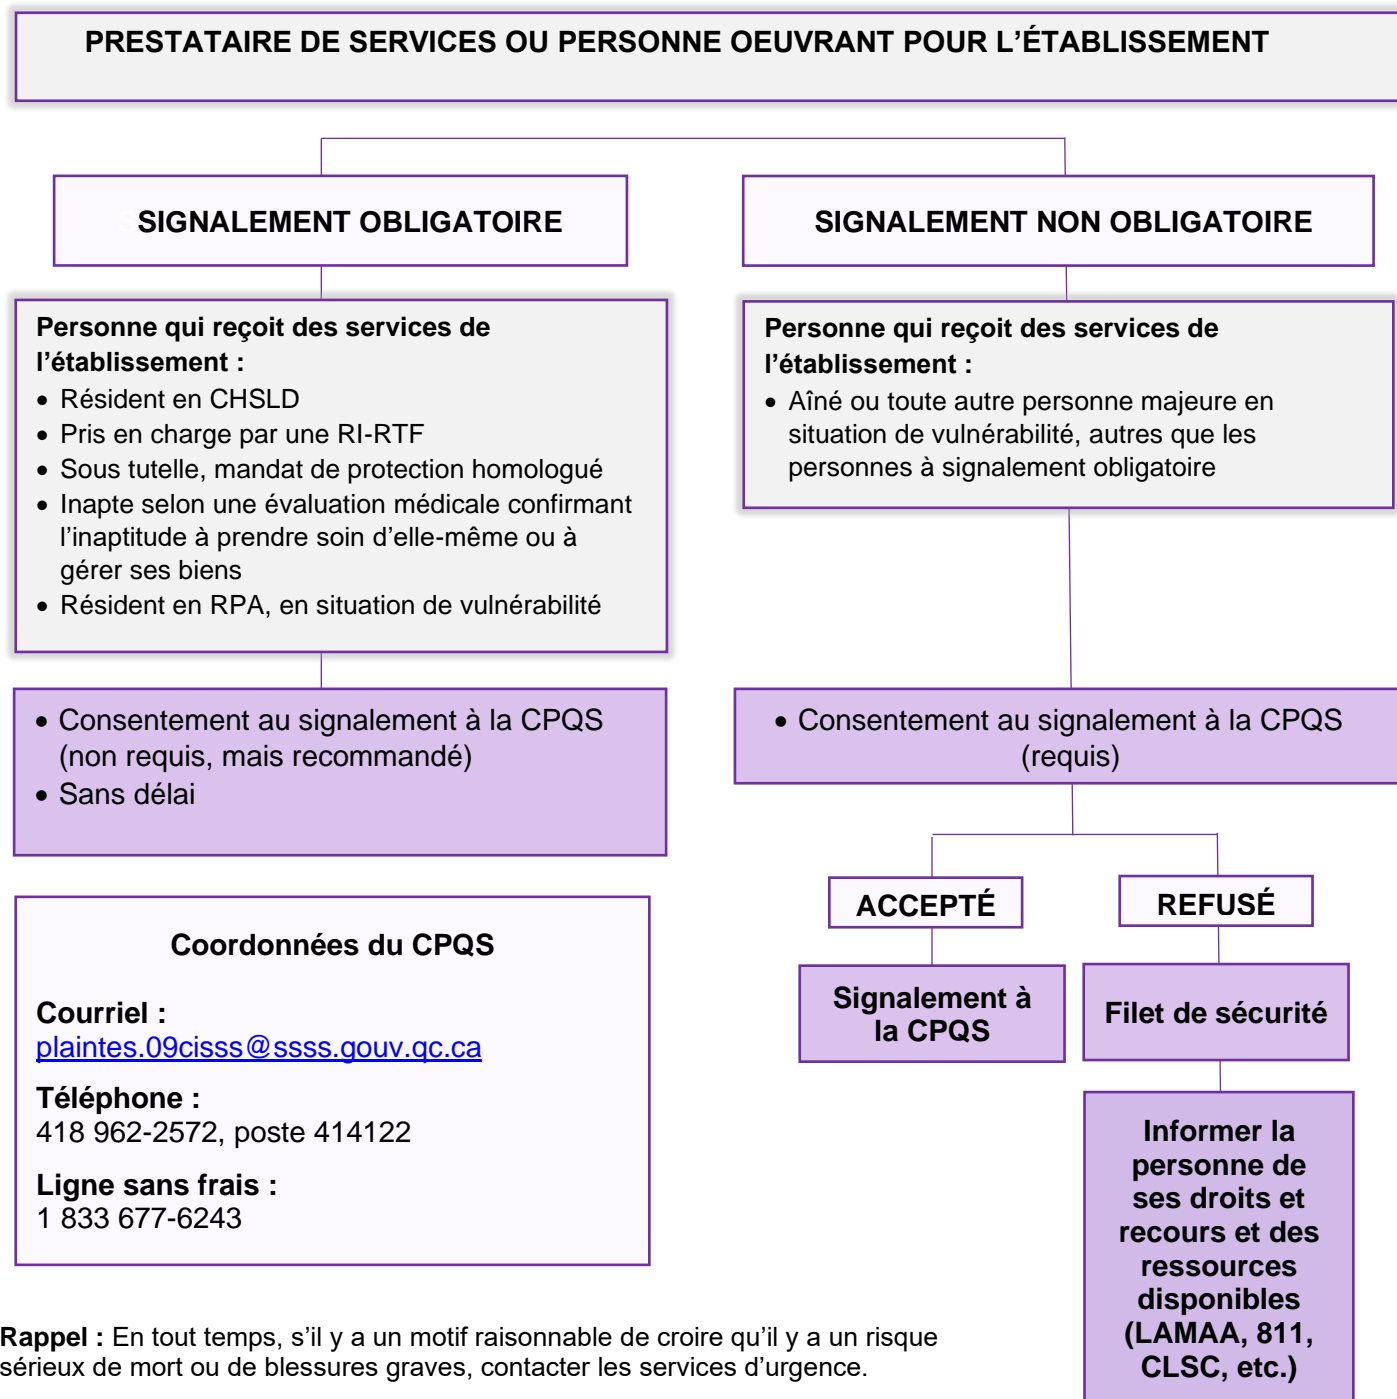 PRESTATAIRE DE SERVICES OU PERSONNE OEUVRANT POUR L’ÉTABLISSEMENT
SIGNALEMENT OBLIGATOIRE
Personne qui reçoit des services de
l’établissement :
• Résident en CHSLD
• Pris en charge par une RI-RTF
• Sous tutelle, mandat de protection homologué
• Inapte selon une évaluation médicale confirmant
l’inaptitude à prendre soin d’elle-même ou à
gérer ses biens
• Résident en RPA, en situation de vulnérabilité
• Consentement au signalement à la CPQS
(non requis, mais recommandé)
• Sans délai
SIGNALEMENT NON OBLIGATOIRE
Personne qui reçoit des services de
l’établissement :
• Aîné ou toute autre personne majeure en
situation de vulnérabilité, autres que les
personnes à signalement obligatoire
• Consentement au signalement à la CPQS
(requis)
ACCEPTÉ
Signalement à
la CPQS
REFUSÉ
Filet de sécurité
Informer la
personne de
ses droits et
recours et des
ressources
disponibles
(LAMAA, 811,
CLSC, etc.)
Coordonnées du CPQS
Courriel :
plaintes.09cisss@ssss.gouv.qc.ca
Téléphone :
418 962-2572, poste 414122
Ligne sans frais :
1 833 677-6243
Rappel : En tout temps, s’il y a un motif raisonnable de croire qu’il y a un risque
sérieux de mort ou de blessures graves, contacter les services d’urgence.